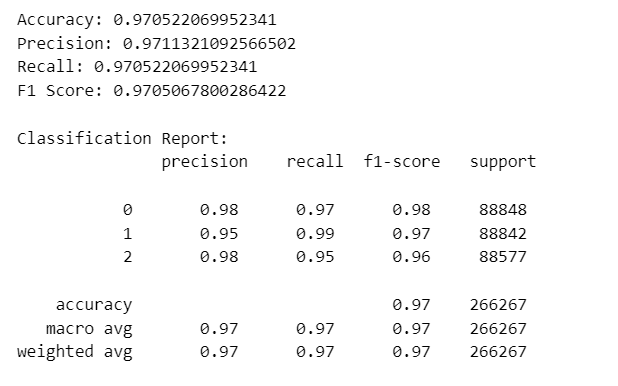 Accuracy: 0.970522069952341
Precision: 0.9711321092566502
Recall: 0.970522069952341
F1 Score: 0.9705067800286422
Classification Report:
precision recall f1-score support
0 0.98 0.97 0.98 88848
1 0.95 0.99 0.97 88842
2 0.98 0.95 0.96 88577
accuracy 0.97 266267
macro avg 0.97 0.97 0.97 266267
weighted avg 0.97 0.97 0.97 266267